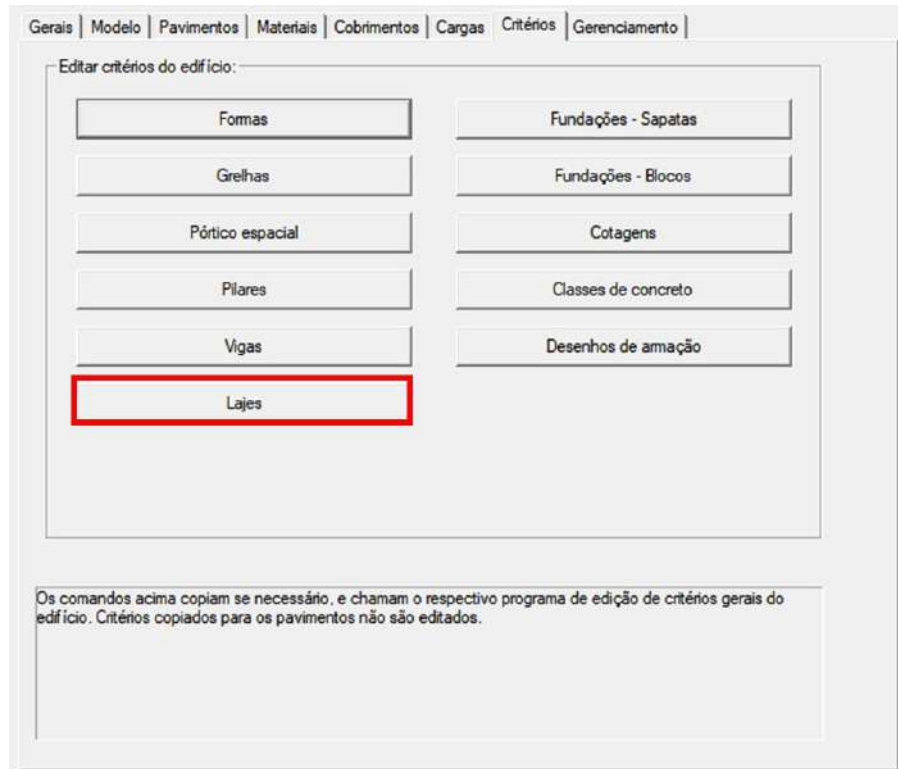 Gerais Modelo Pavimentos Materiais Cobrimentos Cargas Critérios Gerenciamento
Editar critérios do edifício:
Formas
Fundações - Sapatas
Grelhas
Fundações - Blocos
Pórtico espacial
Cotagens
Pilares
Classes de concreto
Vigas
Desenhos de armação
Lajes
Os comandos acima copiam se necessário, e chamam o respectivo programa de edição de critérios gerais do
edifício. Critérios copiados para os pavimentos não são editados.